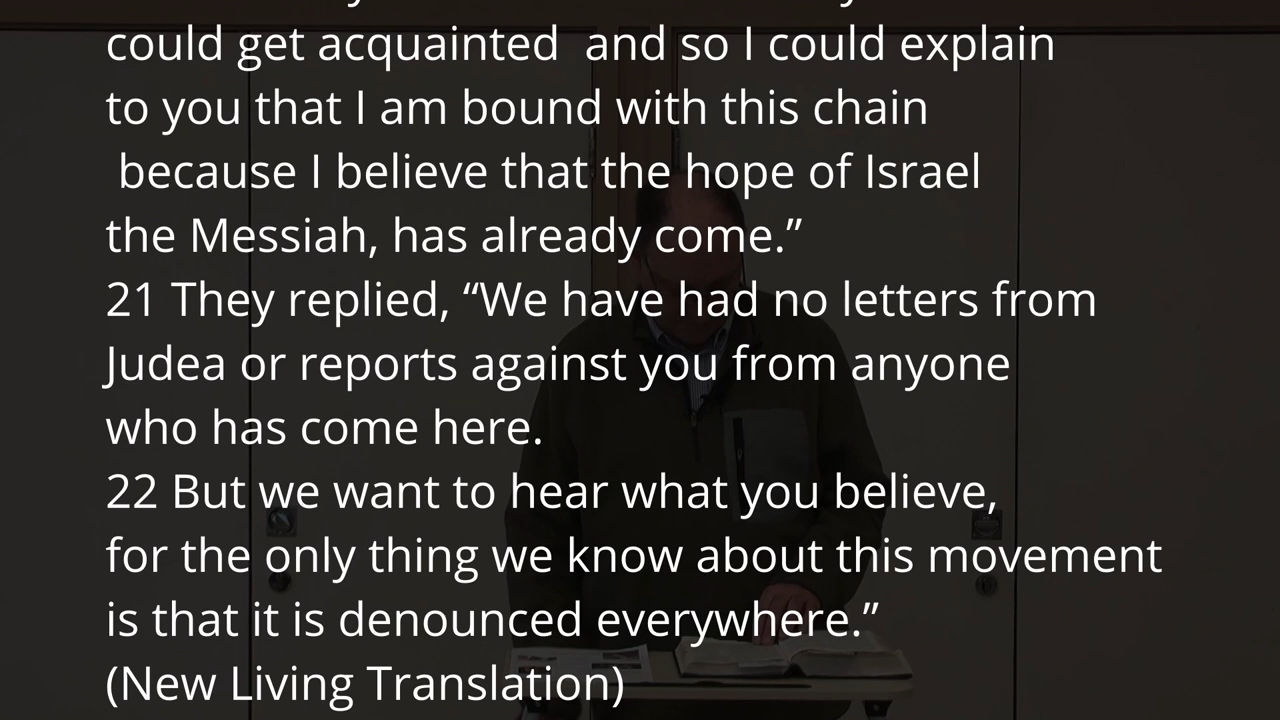 could get acquainted  and so I could explain
to you that I am bound with this chain
because I believe that the hope of Israel
the Messiah, has already come.”
21 They replied, “We have had no letters from
Judea or reports against you from anyone
who has come here.
22 But we want to hear what you believe,
for the only thing we know about this movement
is that it is denounced everywhere.”
(New Living Translation)